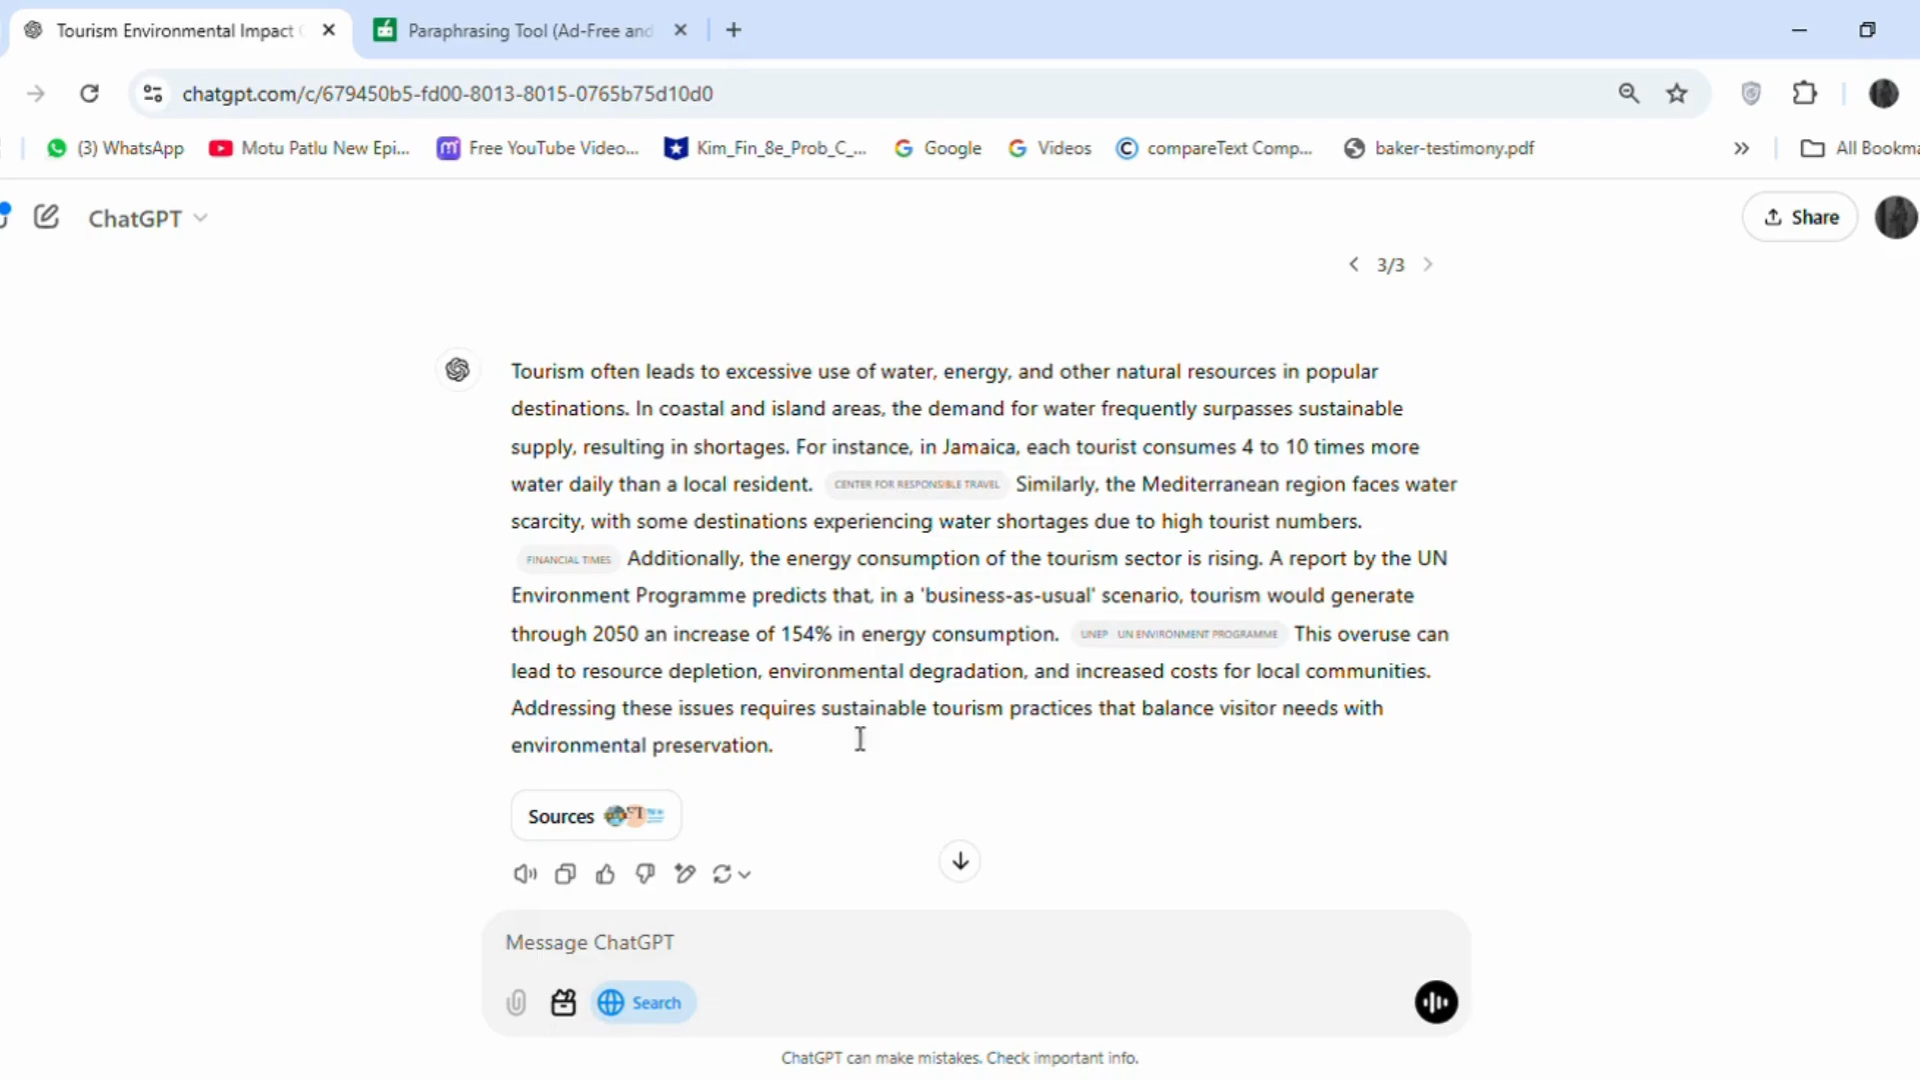 Tourism Environmental Impact
Paraphrasing Tool (Ad-Free and
chatgpt.com/c/679450b5-fd00-8013-8015-0765b75d10d0
(3) WhatsApp
Motu Patlu New Epi...
Free YouTube Video...
Kim_Fin_8e_Prob_C_...
Google
Videos
compareText Comp...
baker-testimony.pdf
All Bookma
ChatGPT
Share
3/3
Tourism often leads to excessive use of water, energy, and other natural resources in popular
destinations. In coastal and island areas, the demand for water frequently surpasses sustainable
supply, resulting in shortages. For instance, in Jamaica, each tourist consumes 4 to 10 times more
water daily than a local resident. CENTER FOR RESPONSIBLE TRAVEL Similarly, the Mediterranean region faces water
scarcity, with some destinations experiencing water shortages due to high tourist numbers.
FINANCIAL TIMES Additionally, the energy consumption of the tourism sector is rising. A report by the UN
Environment Programme predicts that, in a 'business-as-usual' scenario, tourism would generate
through 2050 an increase of 154% in energy consumption. UNEP UN ENVIRONMENT PROGRAMME This overuse can
lead to resource depletion, environmental degradation, and increased costs for local communities.
Addressing these issues requires sustainable tourism practices that balance visitor needs with
environmental preservation.
Sources
Message ChatGPT
Search
ChatGPT can make mistakes. Check important info.